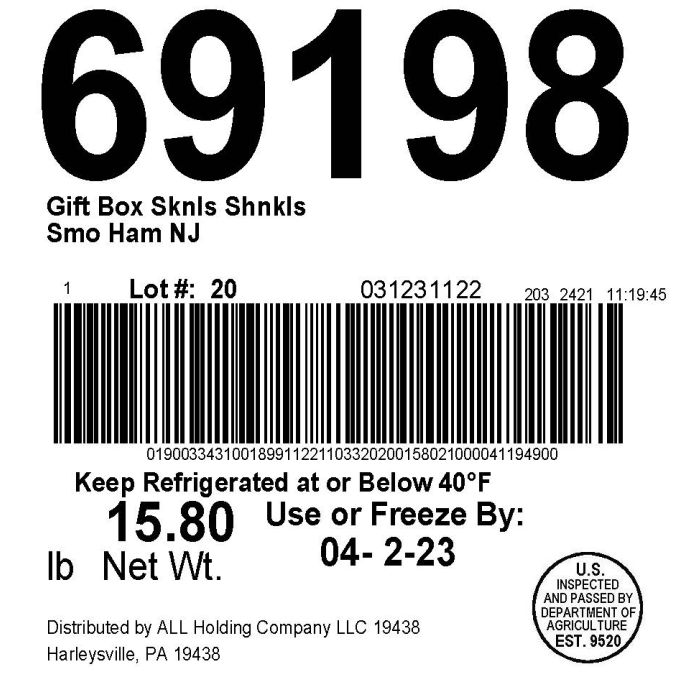 69198
Gift Box Sknls Shnkls
Smo Ham NJ
1 Lot #: 20 031231122 203 2421 11:19:45
019003343100189911221103320200158021000041194900
Keep Refrigerated at or Below 40°F
15.80 Use or Freeze By:
04- 2-23
lb Net Wt.
U.S.
INSPECTED
AND PASSED BY
DEPARTMENT OF
AGRICULTURE
EST. 9520
Distributed by ALL Holding Company LLC 19438
Harleysville, PA 19438